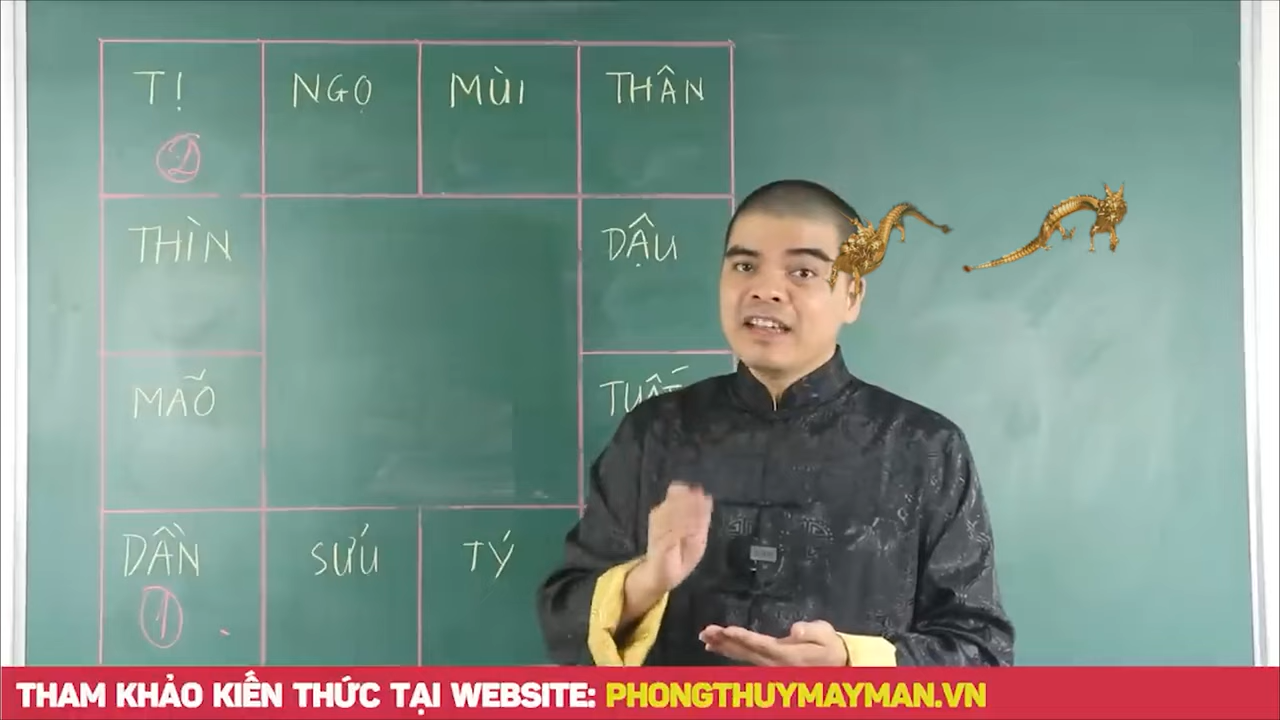 TỊ NGỌ MÙI THÂN
②
THÌN DẬU
MÃO TUẤT
DẦN SỬU TÝ
①
THAM KHẢO KIẾN THỨC TẠI WEBSITE: PHONGTHUYMAYMAN.VN